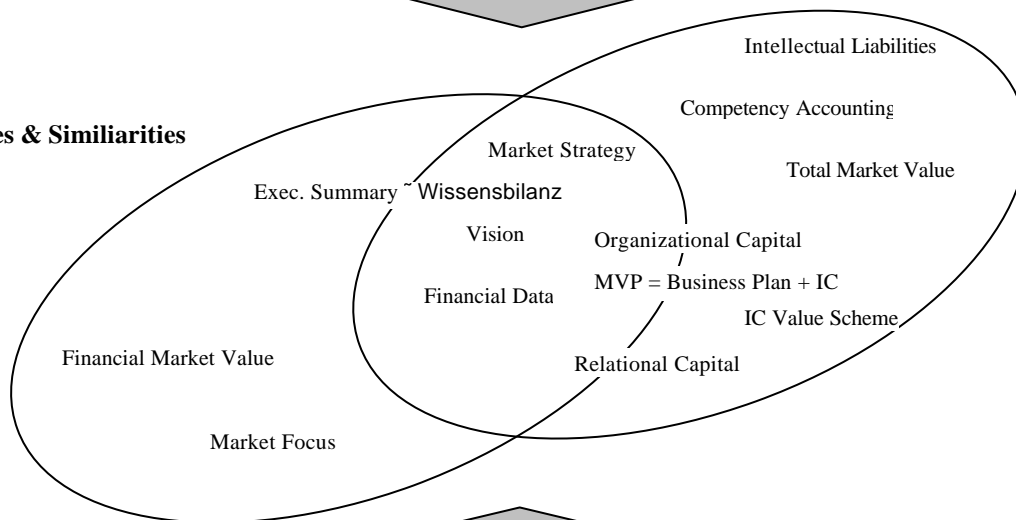 Intellectual Liabilities
Competency Accounting
es & Similiarities
Market Strategy
Total Market Value
Exec. Summary ~ Wissensbilanz
Vision
Organizational Capital
MVP = Business Plan + IC
Financial Data
IC Value Scheme
Financial Market Value
Relational Capital
Market Focus